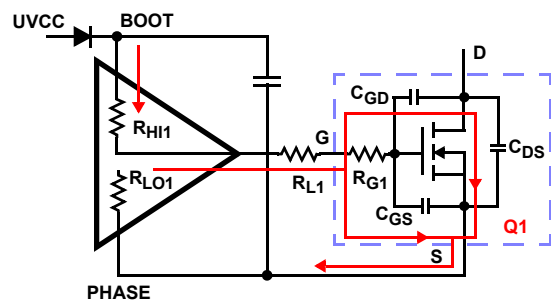 UVCC
BOOT
D
CGD
RHI1
G
CDS
RLO1
RL1
RG1
CGS
Q1
S
PHASE